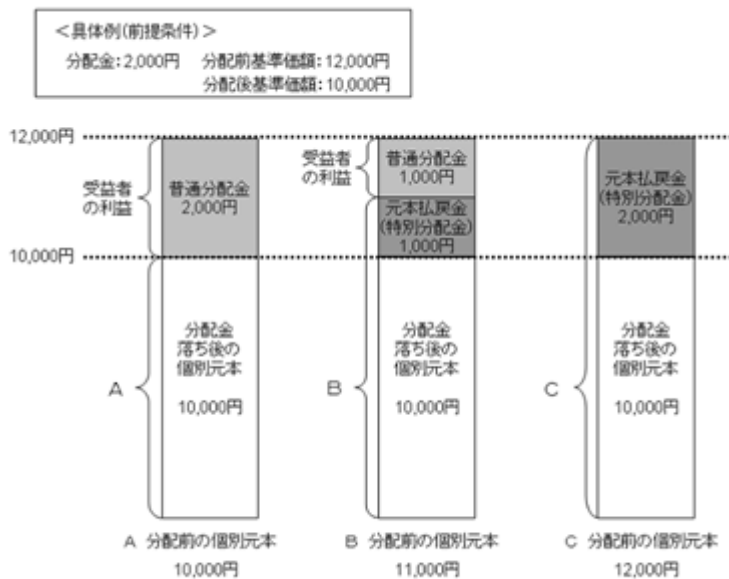 <具体例(前提条件)>
分配金:2,000円 分配前基準価額:12,000円
分配後基準価額:10,000円
12,000円
受益者
の利益
普通分配金
2,000円
受益者
の利益
普通分配金
1,000円
元本払戻金
(特別分配金)
1,000円
元本払戻金
(特別分配金)
2,000円
10,000円
A
分配金
落ち後の
個別元本
10,000円
B
分配金
落ち後の
個別元本
10,000円
C
分配金
落ち後の
個別元本
10,000円
A 分配前の個別元本
10,000円
B 分配前の個別元本
11,000円
C 分配前の個別元本
12,000円